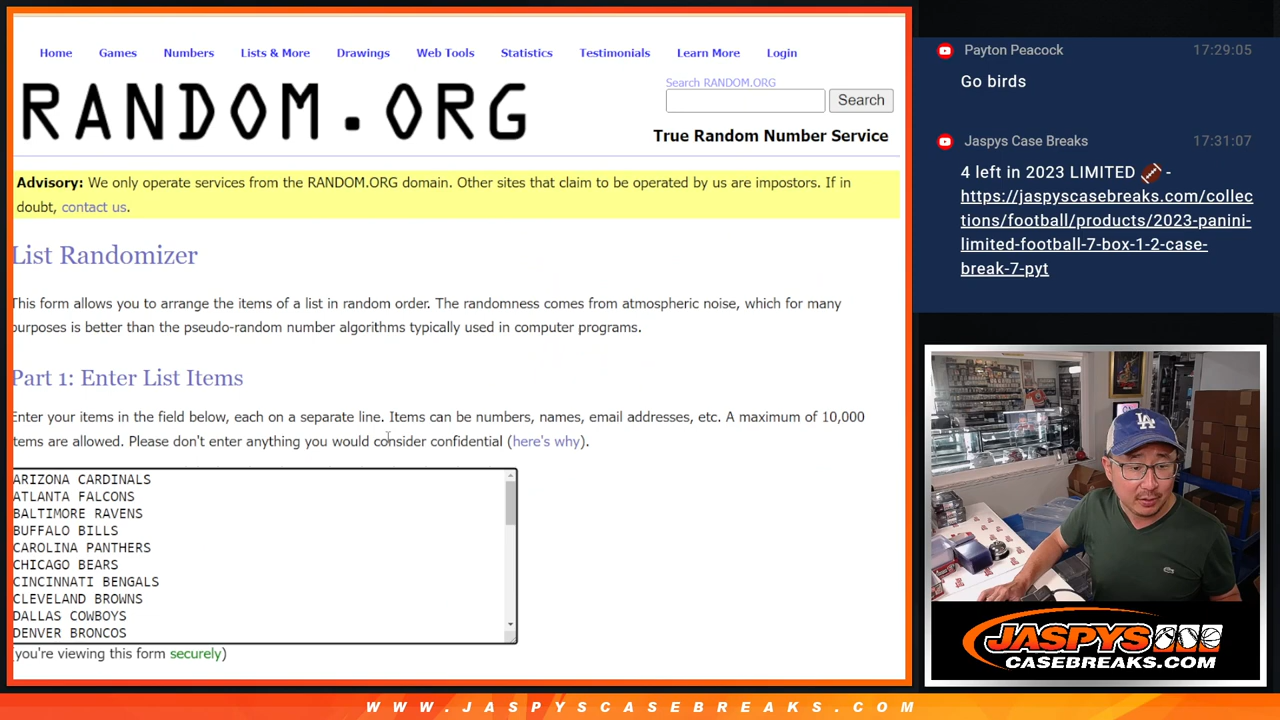 Home Games Numbers Lists & More Drawings Web Tools Statistics Testimonials Learn More Login
RANDOM.ORG
Search RANDOM.ORG
Search
True Random Number Service
Advisory: We only operate services from the RANDOM.ORG domain. Other sites that claim to be operated by us are impostors. If in
doubt, contact us.
List Randomizer
This form allows you to arrange the items of a list in random order. The randomness comes from atmospheric noise, which for many
purposes is better than the pseudo-random number algorithms typically used in computer programs.
Part 1: Enter List Items
Enter your items in the field below, each on a separate line. Items can be numbers, names, email addresses, etc. A maximum of 10,000
items are allowed. Please don't enter anything you would consider confidential (here's why).
ARIZONA CARDINALS
ATLANTA FALCONS
BALTIMORE RAVENS
BUFFALO BILLS
CAROLINA PANTHERS
CHICAGO BEARS
CINCINNATI BENGALS
CLEVELAND BROWNS
DALLAS COWBOYS
DENVER BRONCOS
(you're viewing this form securely)
Payton Peacock 17:29:05
Go birds
Jaspys Case Breaks 17:31:07
4 left in 2023 LIMITED 🏈 -
https://jaspyscasebreaks.com/collec
tions/football/products/2023-panini-
limited-football-7-box-1-2-case-
break-7-pyt
LA
JASPYS
CASEBREAKS.COM
WWW.JASPYSCASEBREAKS.COM